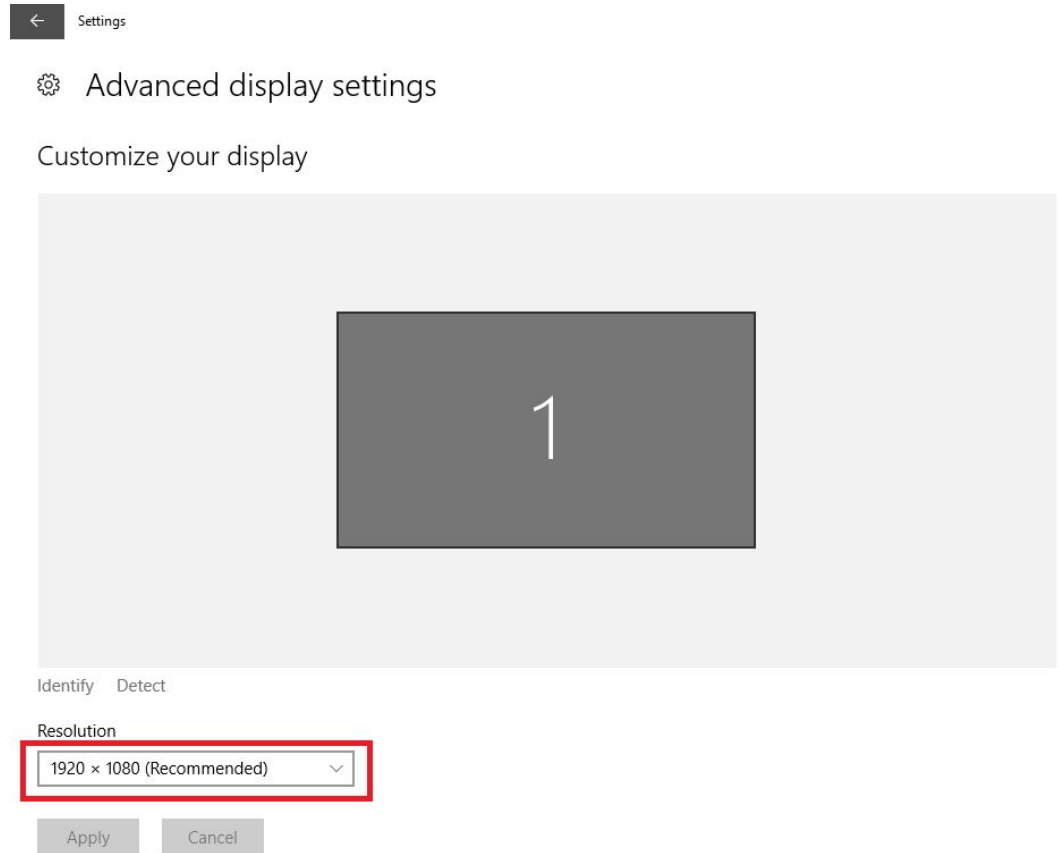 Settings
Advanced display settings
Customize your display
1
Identify Detect
Resolution
1920 × 1080 (Recommended)
Apply Cancel